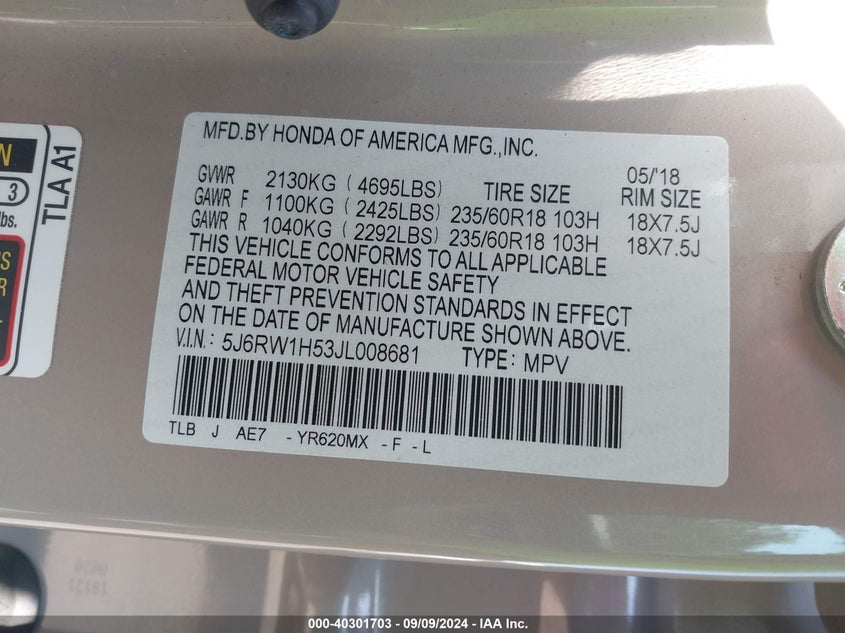 MFD.BY HONDA OF AMERICA MFG.,INC.
05/'18
GVWR 2130KG ( 4695LBS) TIRE SIZE RIM SIZE
GAWR F 1100KG ( 2425LBS) 235/60R18 103H 18X7.5J
GAWR R 1040KG ( 2292LBS) 235/60R18 103H 18X7.5J
THIS VEHICLE CONFORMS TO ALL APPLICABLE
FEDERAL MOTOR VEHICLE SAFETY
AND THEFT PREVENTION STANDARDS IN EFFECT
ON THE DATE OF MANUFACTURE SHOWN ABOVE.
V.I.N.: 5J6RW1H53JL008681 TYPE: MPV
TLB J AE7 -YR620MX -F -L
TLA A1
N
3
lbs.
S
R
000-40301703 - 09/09/2024 - IAA Inc.